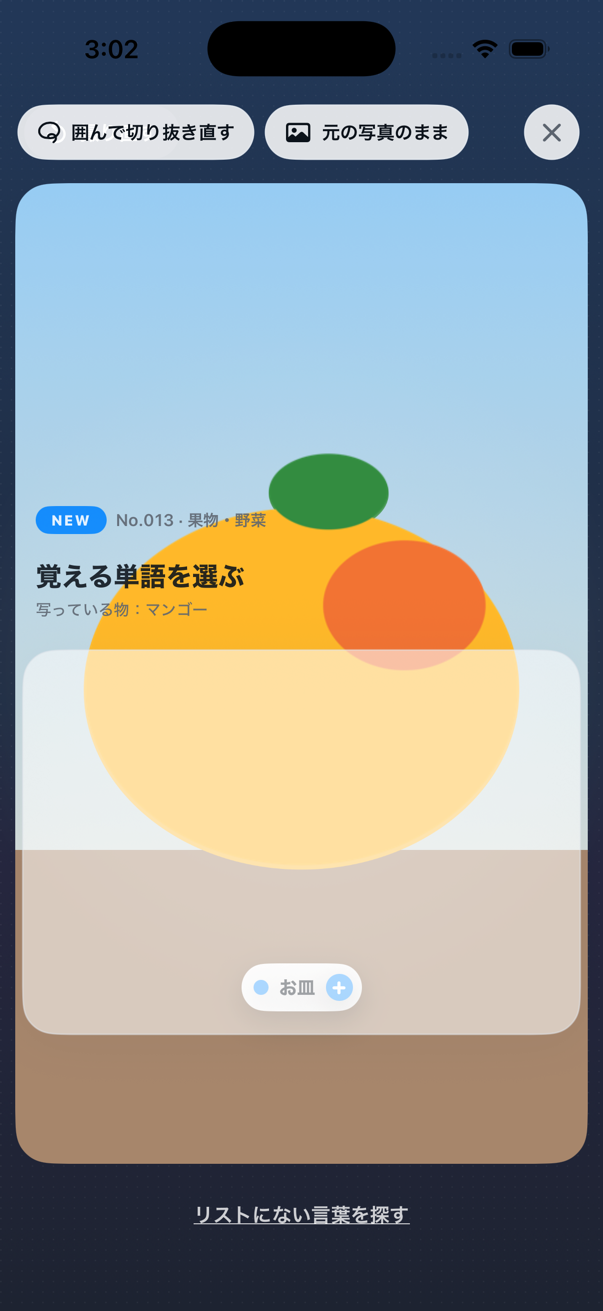 3:02
囲んで切り抜き直す
元の写真のまま
NEW No.013 · 果物・野菜
覚える単語を選ぶ
写っている物：マンゴー
お皿
リストにない言葉を探す